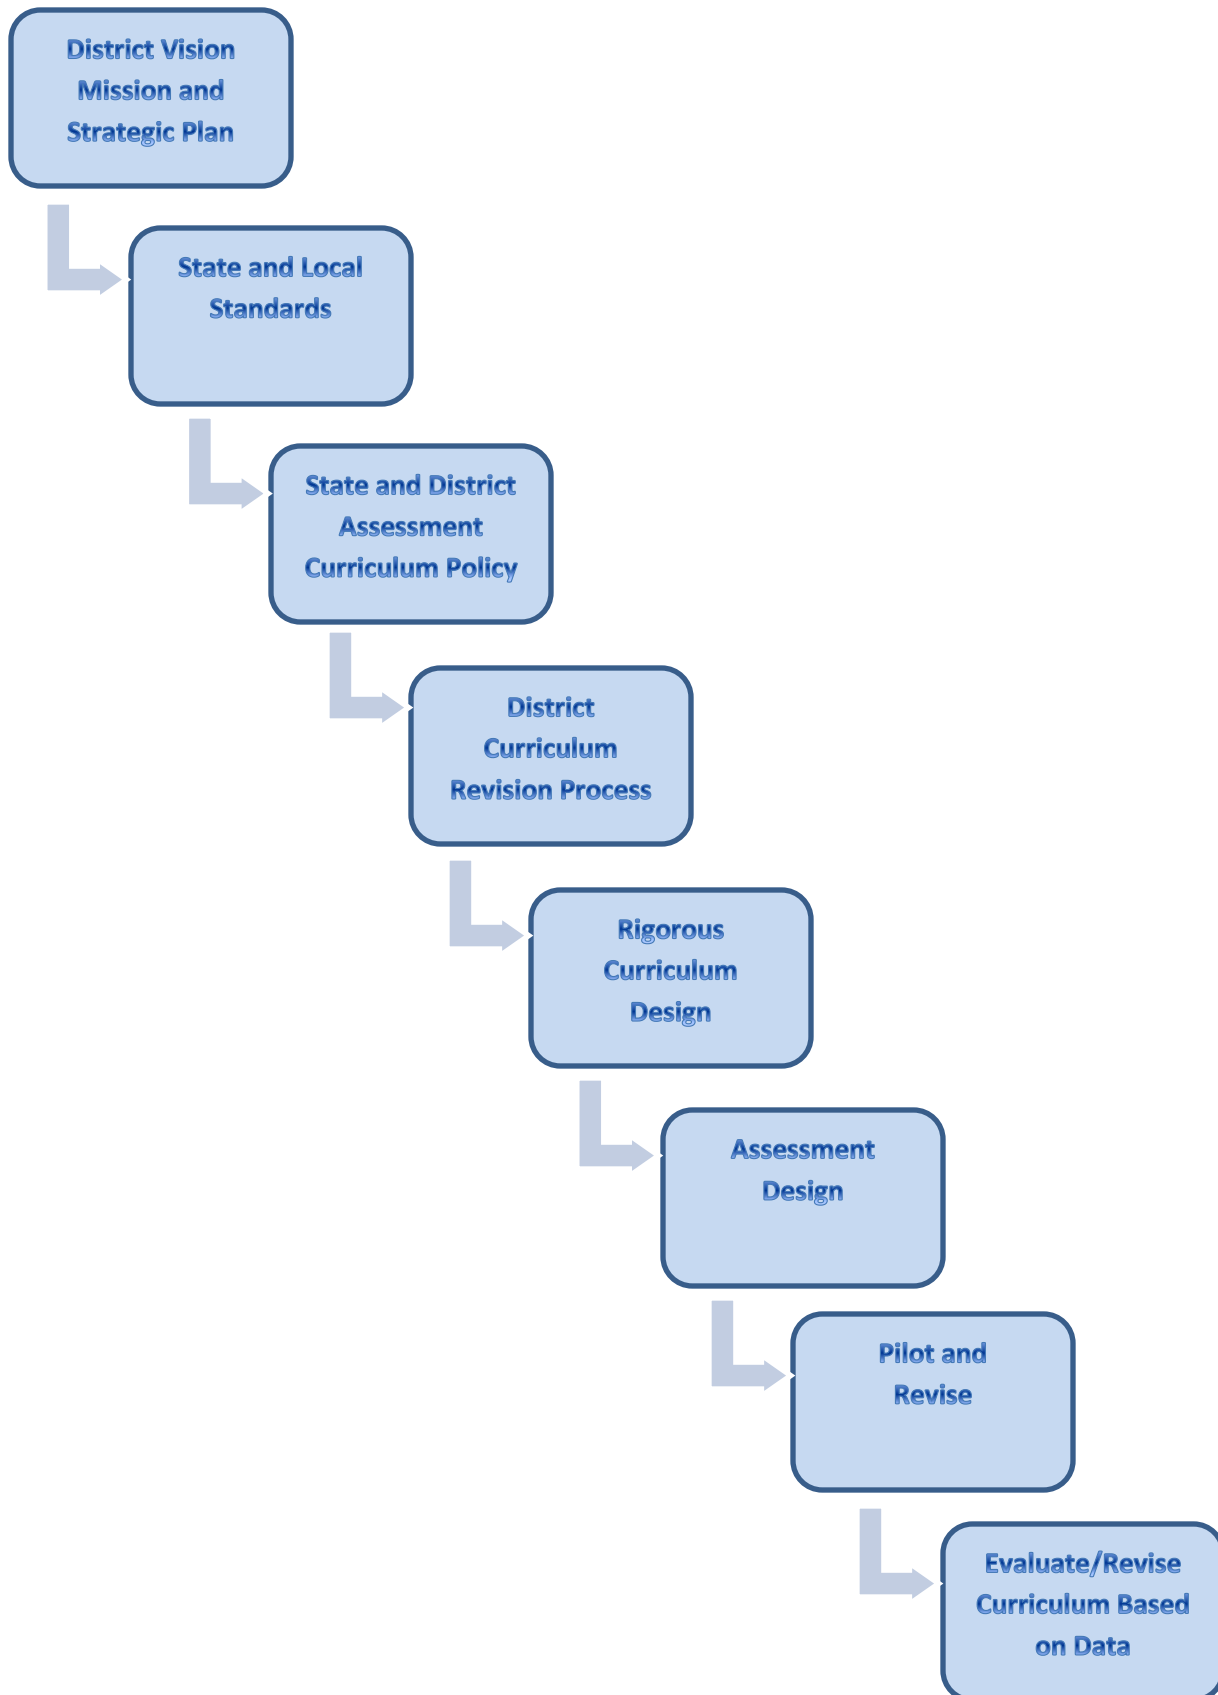 District Vision
Mission and
Strategic Plan
State and Local
Standards
State and District
Assessment
Curriculum Policy
District
Curriculum
Revision Process
Rigorous
Curriculum
Design
Assessment
Design
Pilot and
Revise
Evaluate/Revise
Curriculum Based
on Data